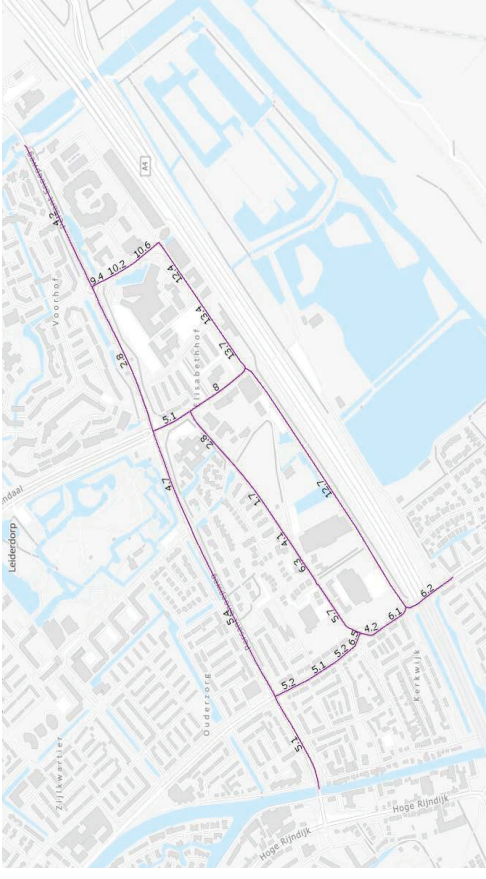 4.2
A4
Voorhof
9.4
10.2
10.6
12.4
2.8
13.4
13.7
Elisabethhof
8
5.1
2.8
4.7
ndaal
1.7
12.7
4.1
Leiderdorp
6.3
5.4
5.7
6.2
6.1
4.2
6.5
5.2
5.1
5.2
Kerkwijk
Ouderzorg
5.1
Zijlkwartier
Hoge Rijndijk
Hoge Rijndijk